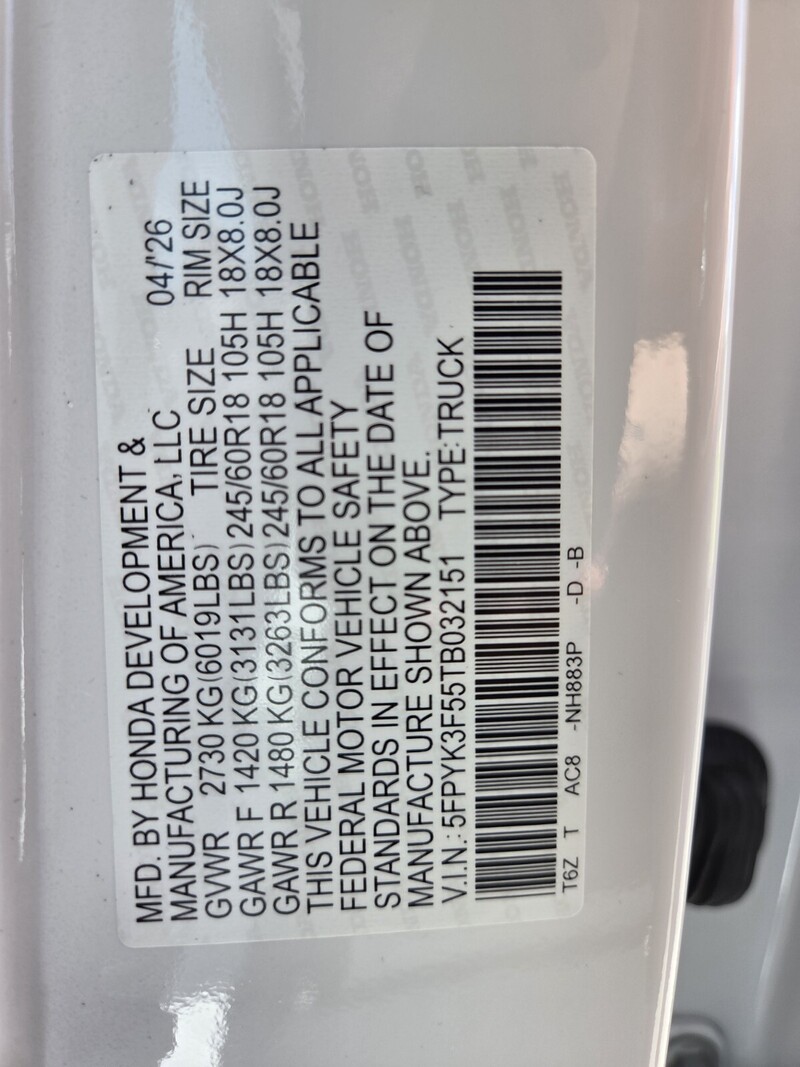 MFD. BY HONDA DEVELOPMENT & 04/'26
MANUFACTURING OF AMERICA, LLC
GVWR 2730 KG(6019LBS) TIRE SIZE RIM SIZE
GAWR F 1420 KG(3131LBS)245/60R18 105H 18X8.0J
GAWR R 1480 KG(3263LBS)245/60R18 105H 18X8.0J
THIS VEHICLE CONFORMS TO ALL APPLICABLE
FEDERAL MOTOR VEHICLE SAFETY
STANDARDS IN EFFECT ON THE DATE OF
MANUFACTURE SHOWN ABOVE.
V.I.N.: 5FPYK3F55TB032151 TYPE:TRUCK
T6Z T AC8 -NH883P -D -B